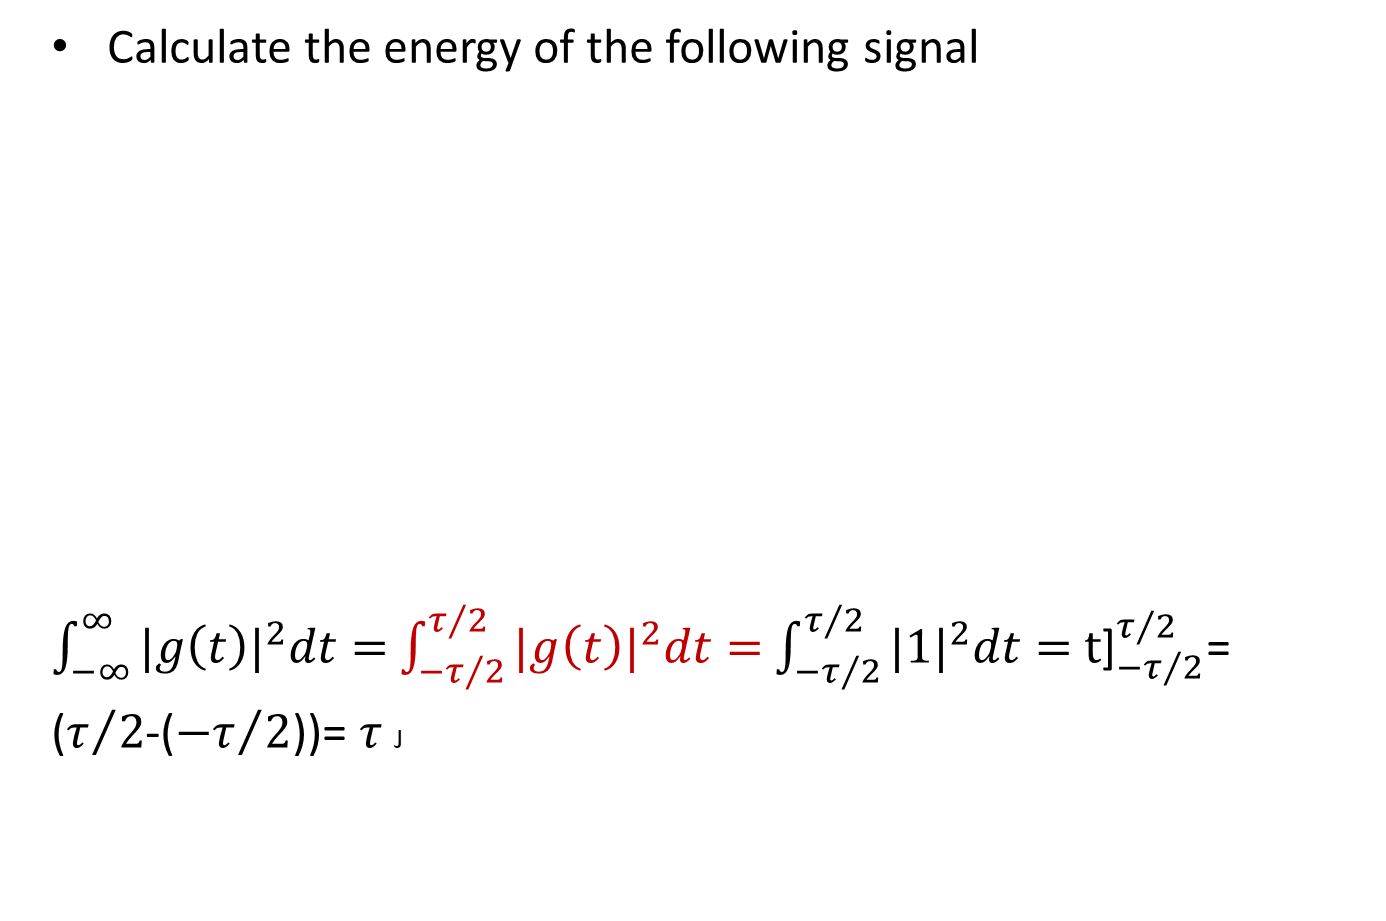 • Calculate the energy of the following signal
∫_{−∞}^{∞} |g(t)|²dt = ∫_{−τ/2}^{τ/2} |g(t)|²dt = ∫_{−τ/2}^{τ/2} |1|²dt = t]_{−τ/2}^{τ/2}=
(τ/2-(−τ/2))= τ J